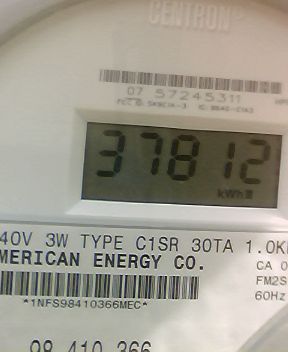 CENTRON®
07 57245311
37812
kWh
40V 3W TYPE C1SR 30TA 1.0K
MERICAN ENERGY CO.
CA 0
FM2S
*1NFS98410366MEC*
60Hz
98 410 366